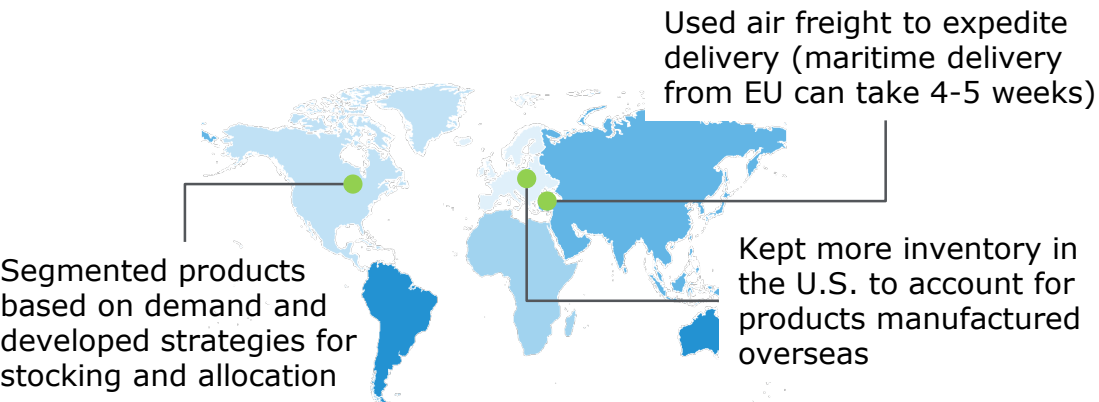 Used air freight to expedite
delivery (maritime delivery
from EU can take 4-5 weeks)
Segmented products
based on demand and
developed strategies for
stocking and allocation
Kept more inventory in
the U.S. to account for
products manufactured
overseas